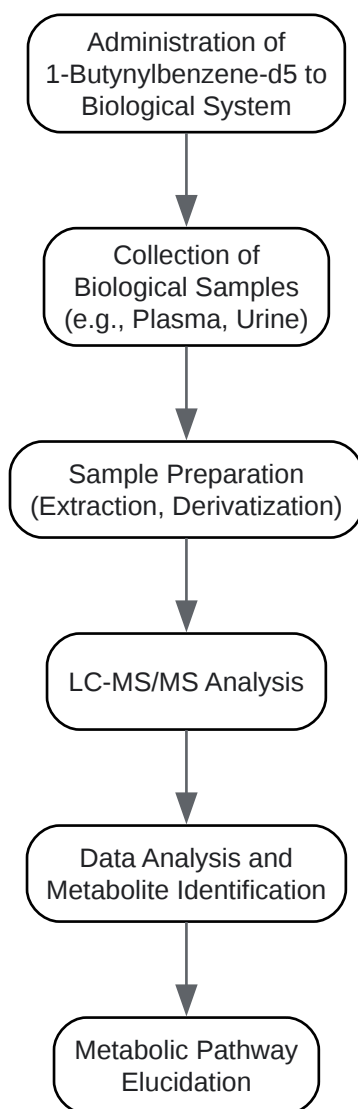 Administration of
1-Butynylbenzene-d5 to
Biological System
Collection of
Biological Samples
(e.g., Plasma, Urine)
Sample Preparation
(Extraction, Derivatization)
LC-MS/MS Analysis
Data Analysis and
Metabolite Identification
Metabolic Pathway
Elucidation